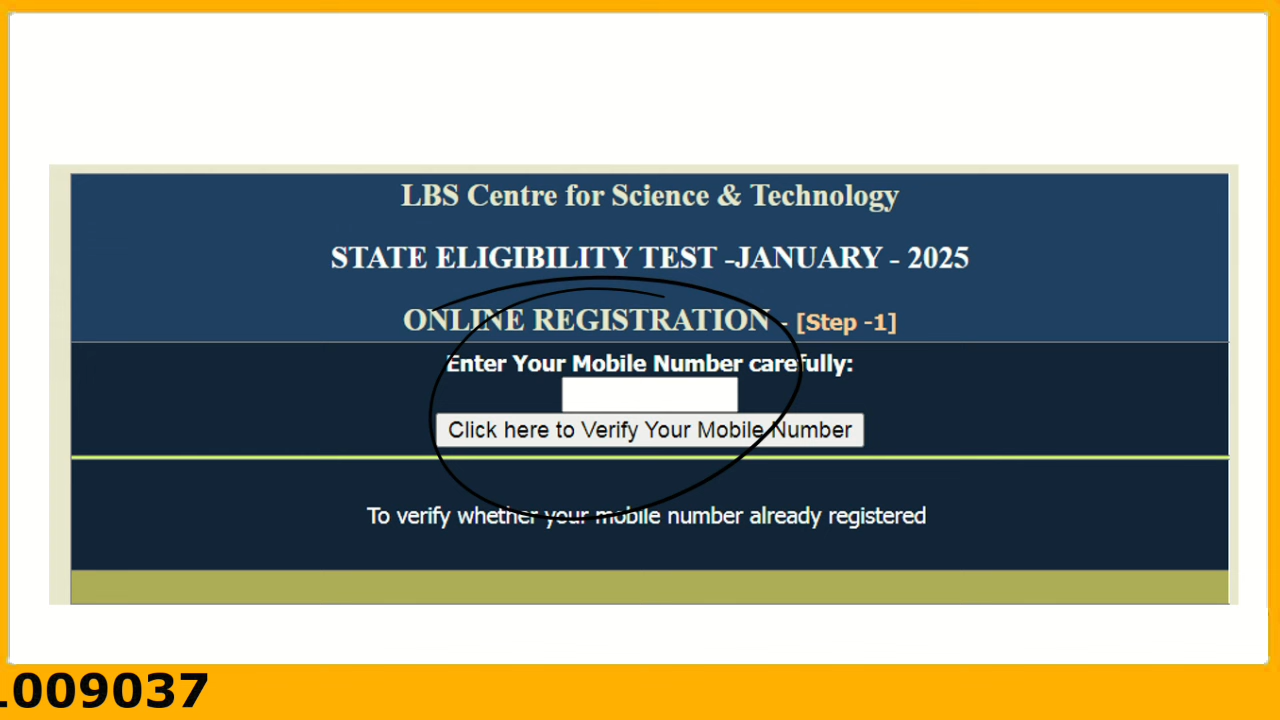 LBS Centre for Science & Technology
STATE ELIGIBILITY TEST -JANUARY - 2025
ONLINE REGISTRATION - [Step -1]
Enter Your Mobile Number carefully:
Click here to Verify Your Mobile Number
To verify whether your mobile number already registered
1009037